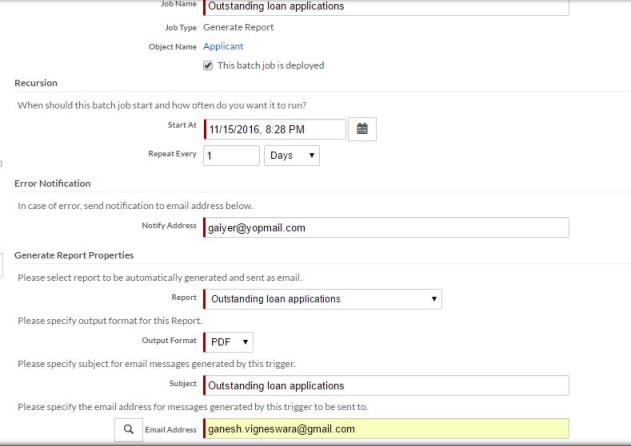 Job Name Outstanding loan applications
Job Type Generate Report
Object Name Applicant
This batch job is deployed
Recursion
When should this batch job start and how often do you want it to run?
Start At 11/15/2016, 8:28 PM
Repeat Every 1 Days
Error Notification
In case of error, send notification to email address below.
Notify Address gaiyer@yopmail.com
Generate Report Properties
Please select report to be automatically generated and sent as email.
Report Outstanding loan applications
Please specify output format for this Report.
Output Format PDF
Please specify subject for email messages generated by this trigger.
Subject Outstanding loan applications
Please specify the email address for messages generated by this trigger to be sent to.
Email Address ganesh.vigneswara@gmail.com